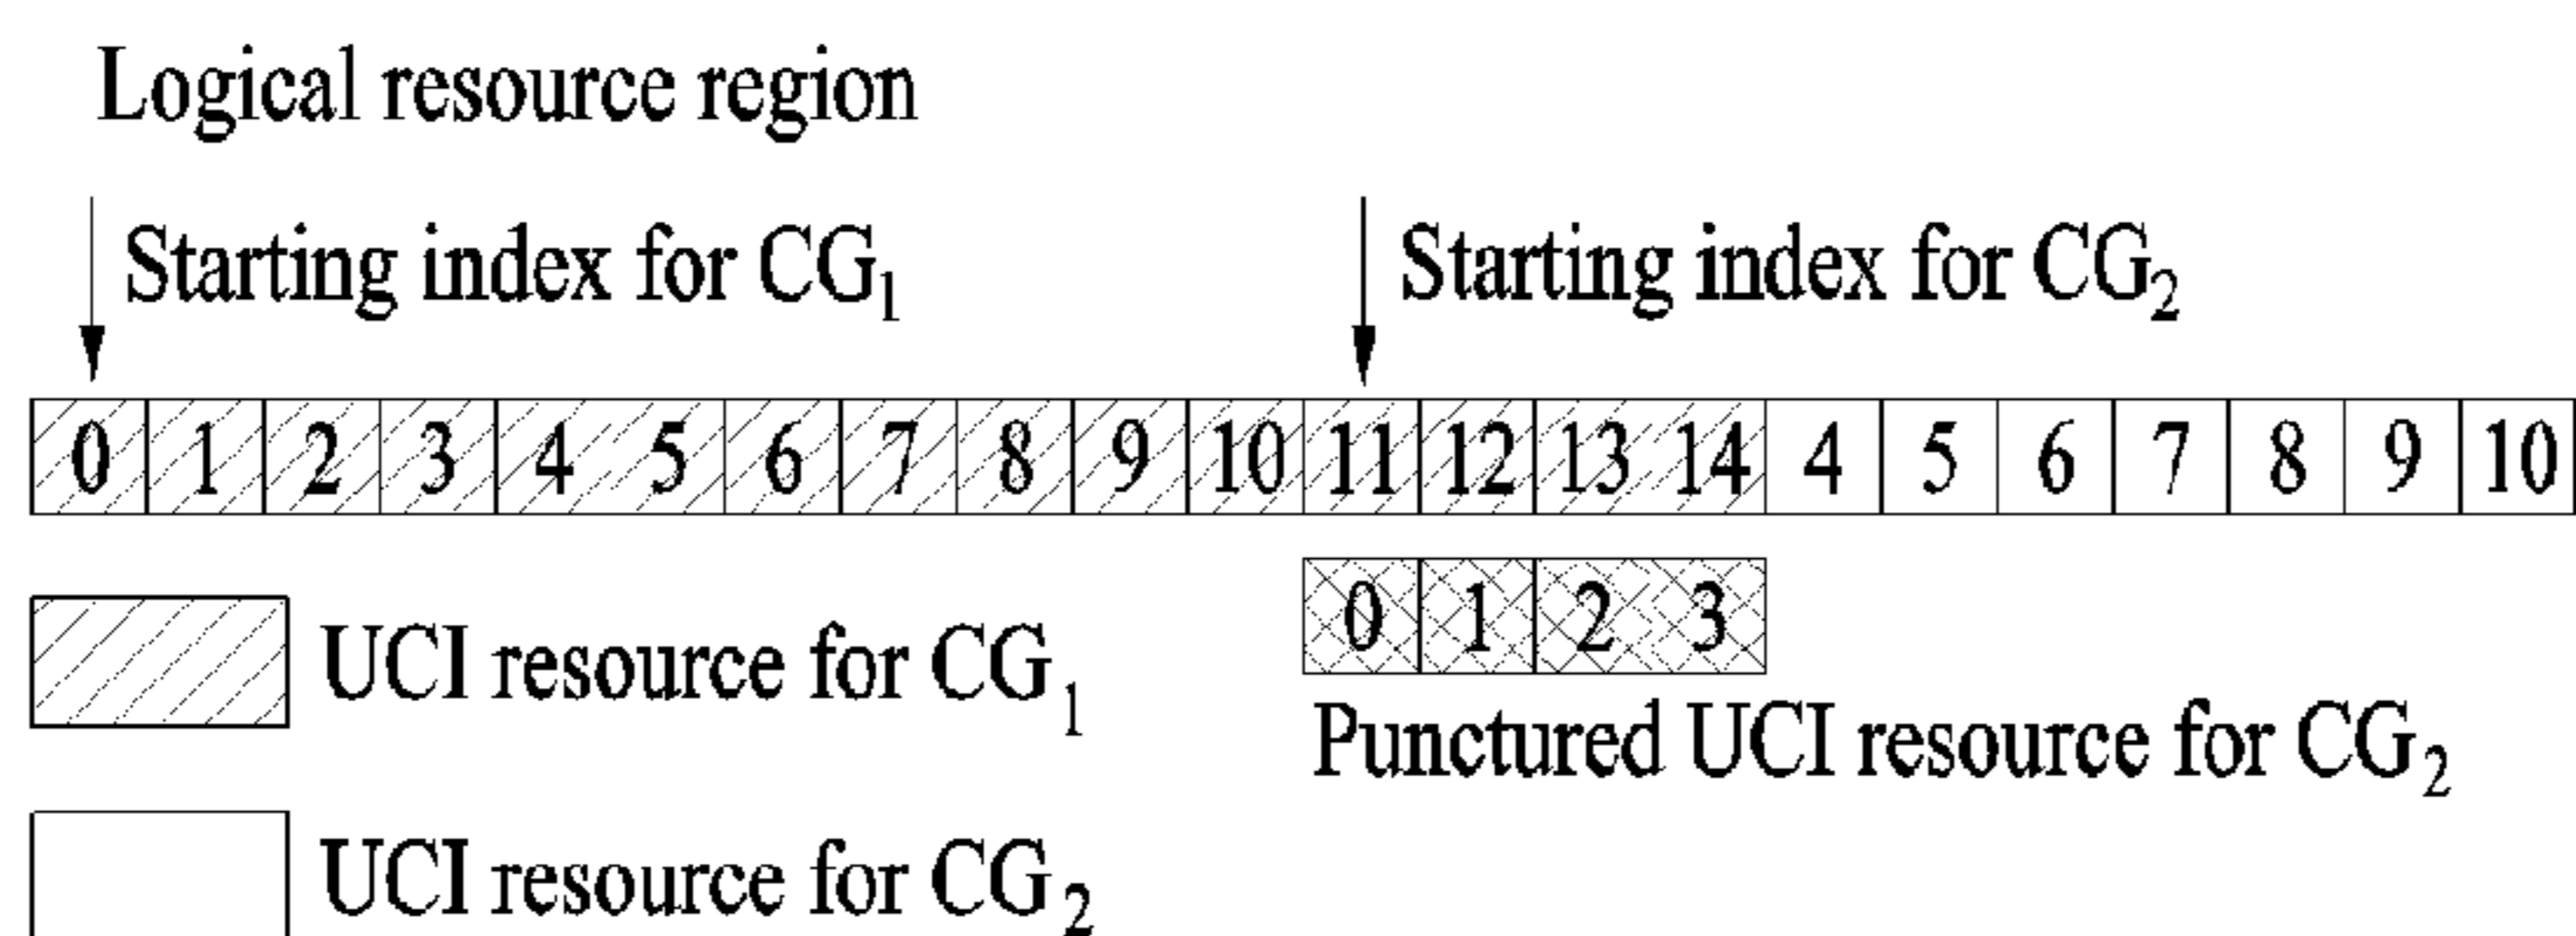 Logical resource region
Starting index for CG1 Starting index for CG2
0 1 2 3 4 5 6 7 8 9 10 11 12 13 14 4 5 6 7 8 9 10
0 1 2 3
UCI resource for CG1
Punctured UCI resource for CG2
UCI resource for CG2